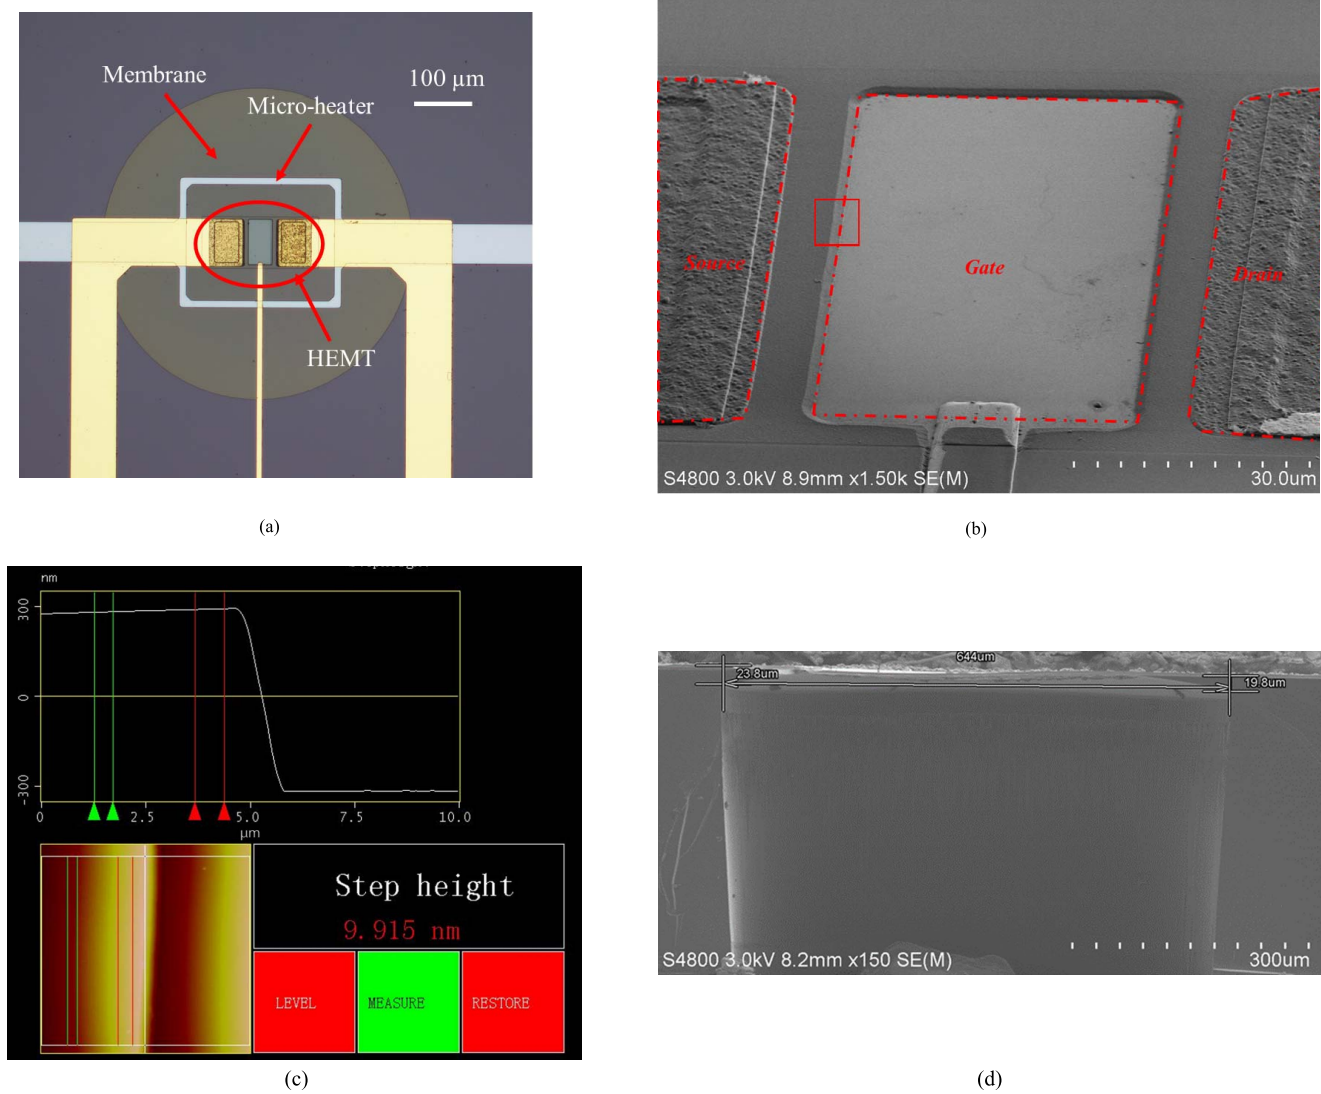 Membrane
100 µm
Micro-heater
HEMT
(a)
Source
Gate
Drain
S4800 3.0kV 8.9mm x1.50k SE(M)
30.0um
(b)
nm
300
0
-300
0
2.5
5.0
7.5
10.0
µm
Step height
9.915 nm
LEVEL
MEASURE
RESTORE
(c)
644um
23.8um
19.8um
S4800 3.0kV 8.2mm x150 SE(M)
300um
(d)